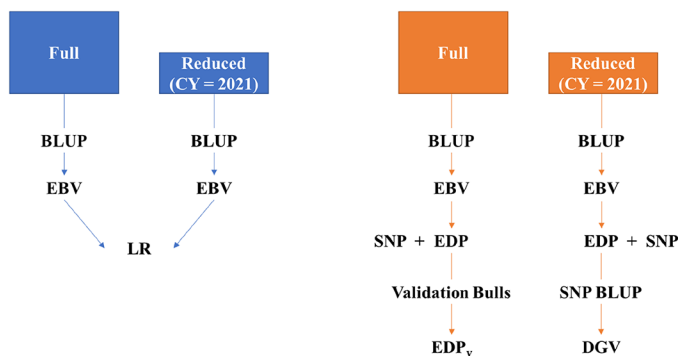 Full
Reduced
(CY = 2021)
BLUP
BLUP
EBV
EBV
LR
Full
Reduced
(CY = 2021)
BLUP
BLUP
EBV
EBV
SNP + EDP
EDP + SNP
Validation Bulls
SNP BLUP
EDPv
DGV